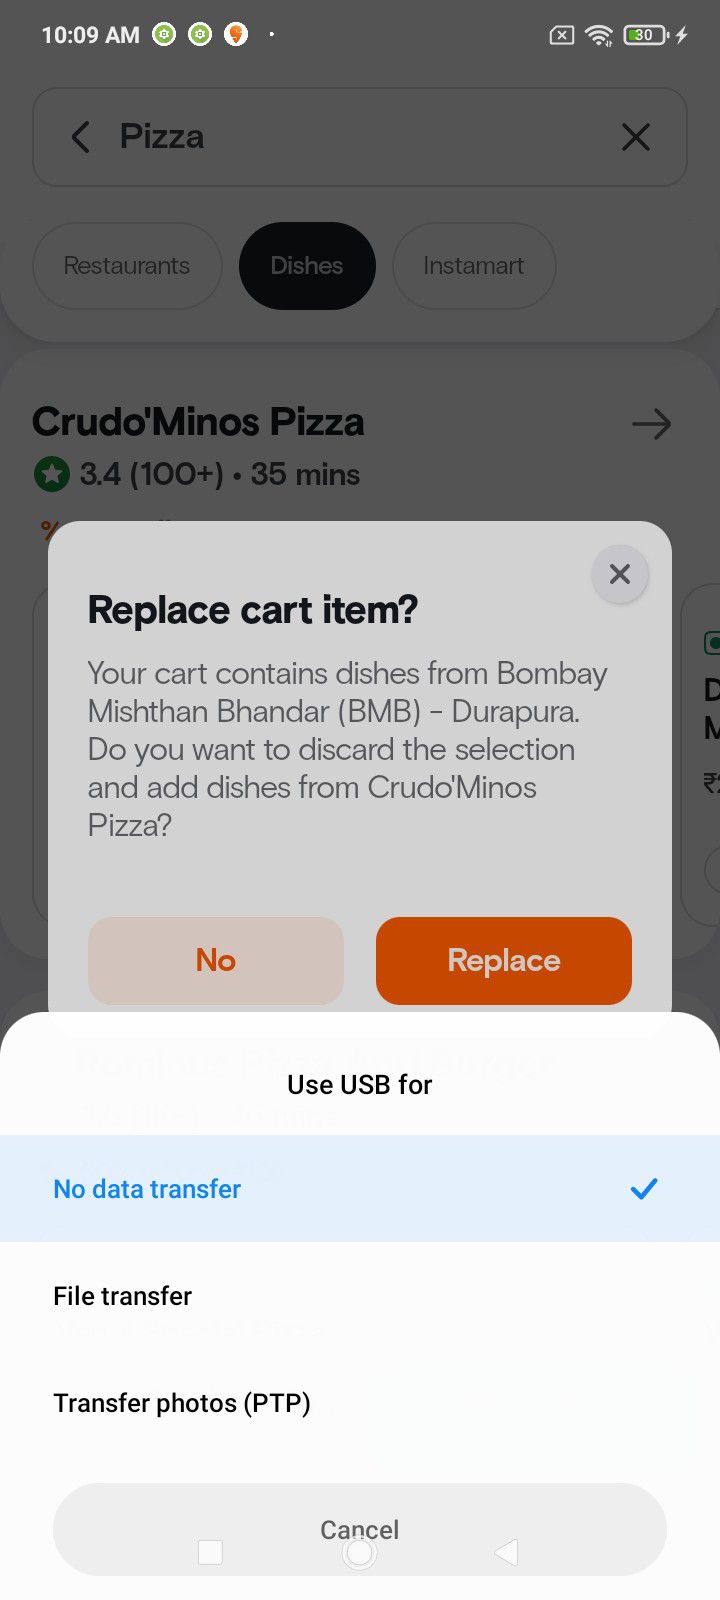 10:09 AM
30
Pizza
Restaurants
Dishes
Instamart
Crudo'Minos Pizza
3.4 (100+) • 35 mins
Replace cart item?
Your cart contains dishes from Bombay
Mishthan Bhandar (BMB) - Durapura.
Do you want to discard the selection
and add dishes from Crudo'Minos
Pizza?
No
Replace
Use USB for
No data transfer
File transfer
Transfer photos (PTP)
Cancel